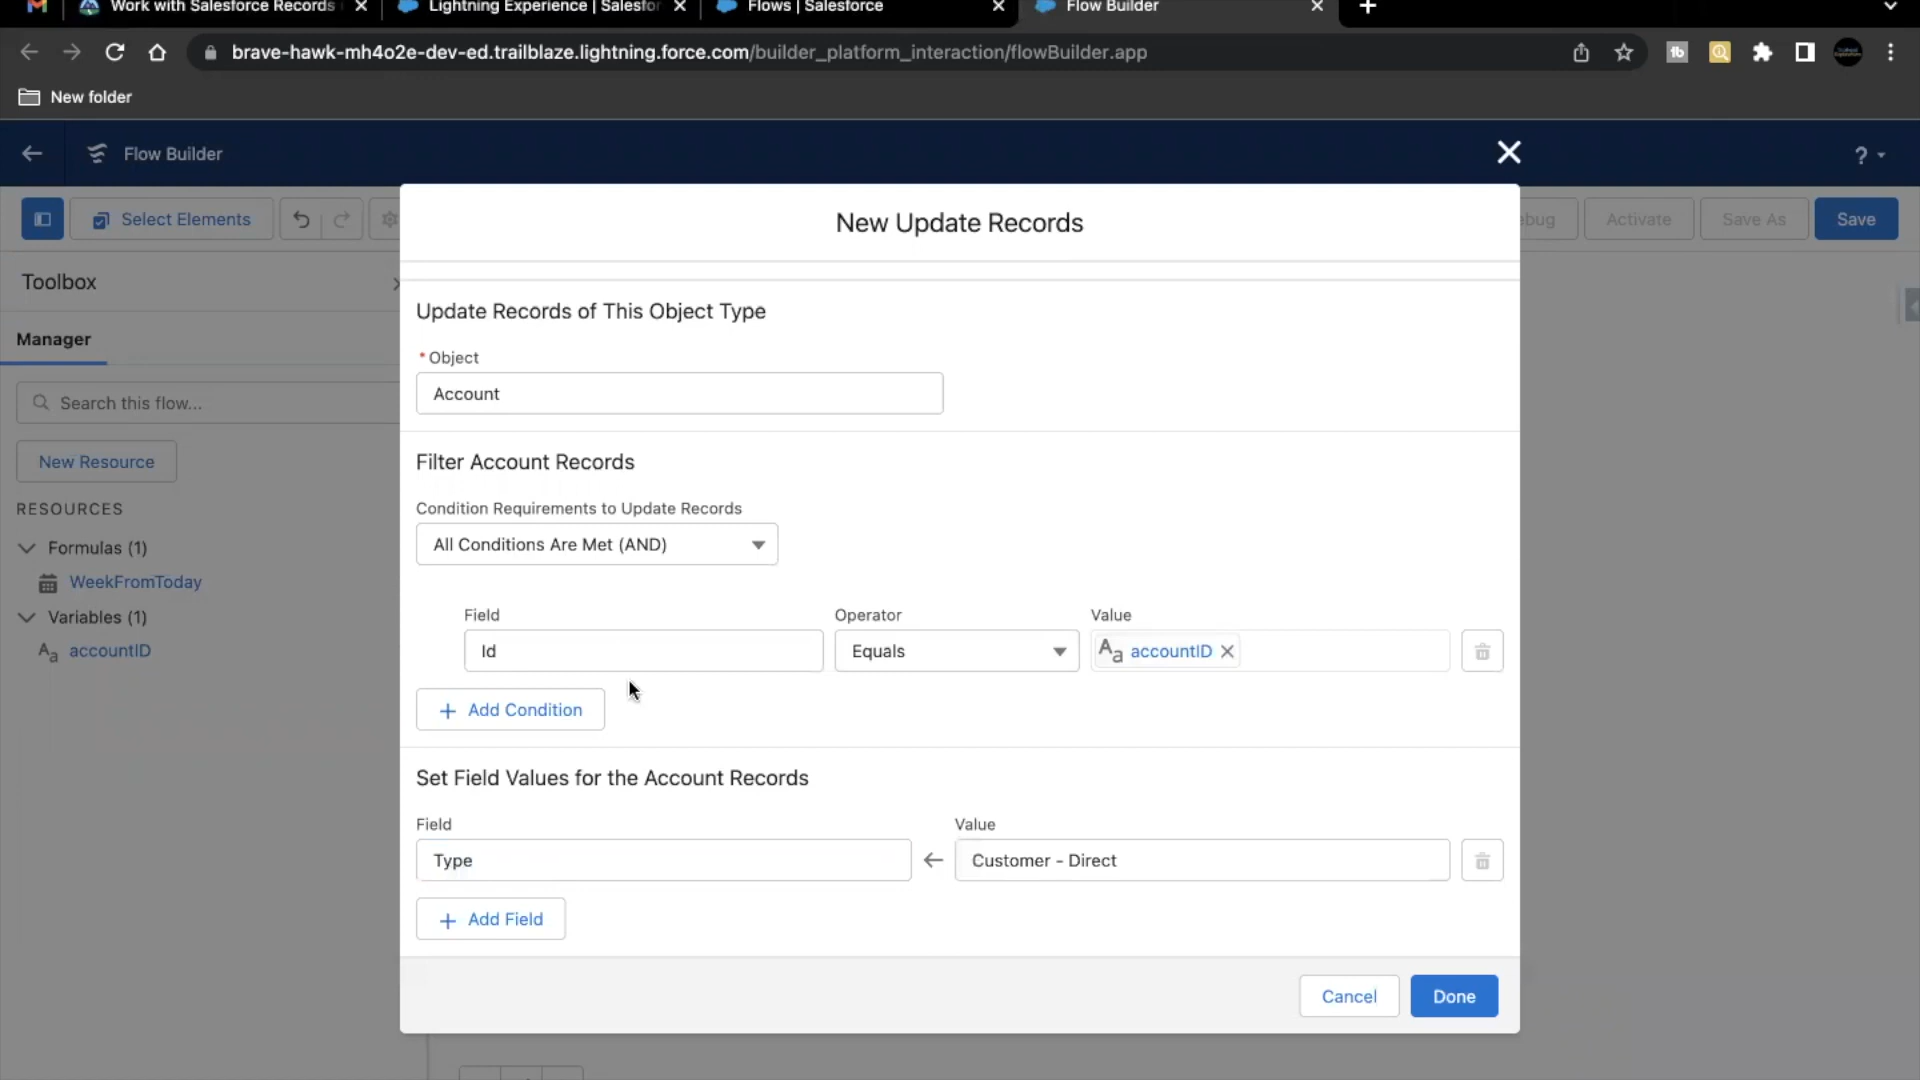 Work with Salesforce Records
Lightning Experience | Salesfor
Flows | Salesforce
Flow Builder
brave-hawk-mh4o2e-dev-ed.trailblaze.lightning.force.com/builder_platform_interaction/flowBuilder.app
New folder
Flow Builder
?
Select Elements
Activate
Save As
Save
New Update Records
Toolbox
Manager
Search this flow...
New Resource
RESOURCES
Formulas (1)
WeekFromToday
Variables (1)
Aa accountID
Update Records of This Object Type
* Object
Account
Filter Account Records
Condition Requirements to Update Records
All Conditions Are Met (AND)
Field Operator Value
Id Equals Aa accountID
+ Add Condition
Set Field Values for the Account Records
Field Value
Type ← Customer - Direct
+ Add Field
Cancel Done